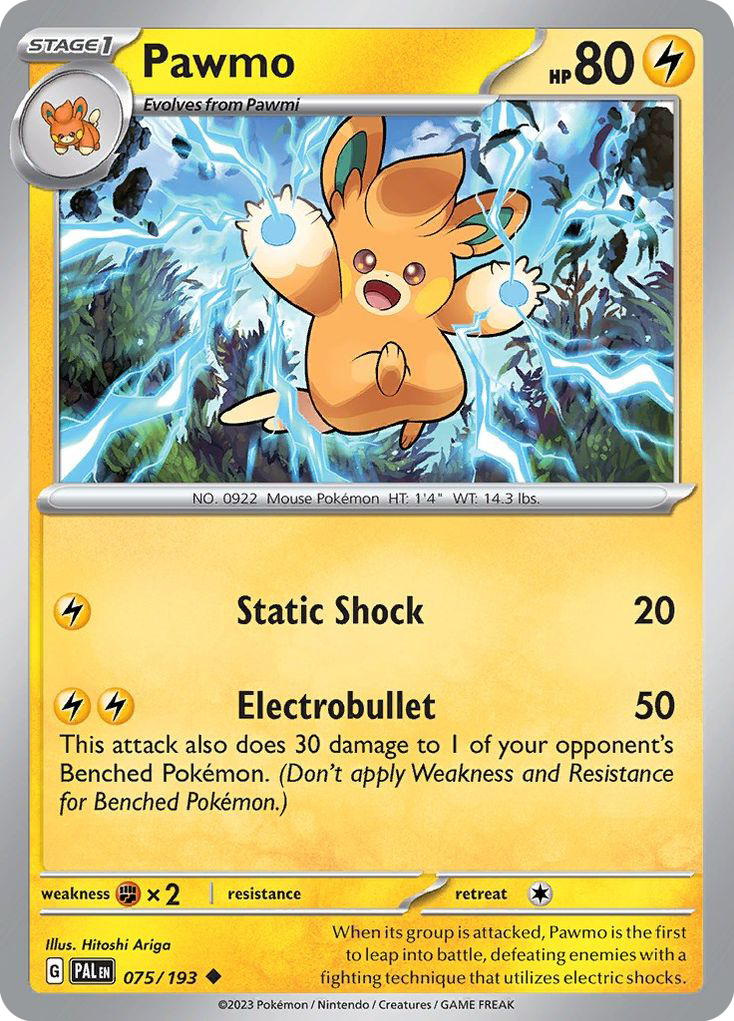 STAGE1 Pawmo HP 80
Evolves from Pawmi
NO. 0922 Mouse Pokémon HT: 1'4" WT: 14.3 lbs.
Static Shock 20
Electrobullet 50
This attack also does 30 damage to 1 of your opponent's
Benched Pokémon. (Don't apply Weakness and Resistance
for Benched Pokémon.)
weakness ×2 resistance retreat
Illus. Hitoshi Ariga
G PAL EN 075/193
When its group is attacked, Pawmo is the first
to leap into battle, defeating enemies with a
fighting technique that utilizes electric shocks.
©2023 Pokémon / Nintendo / Creatures / GAME FREAK